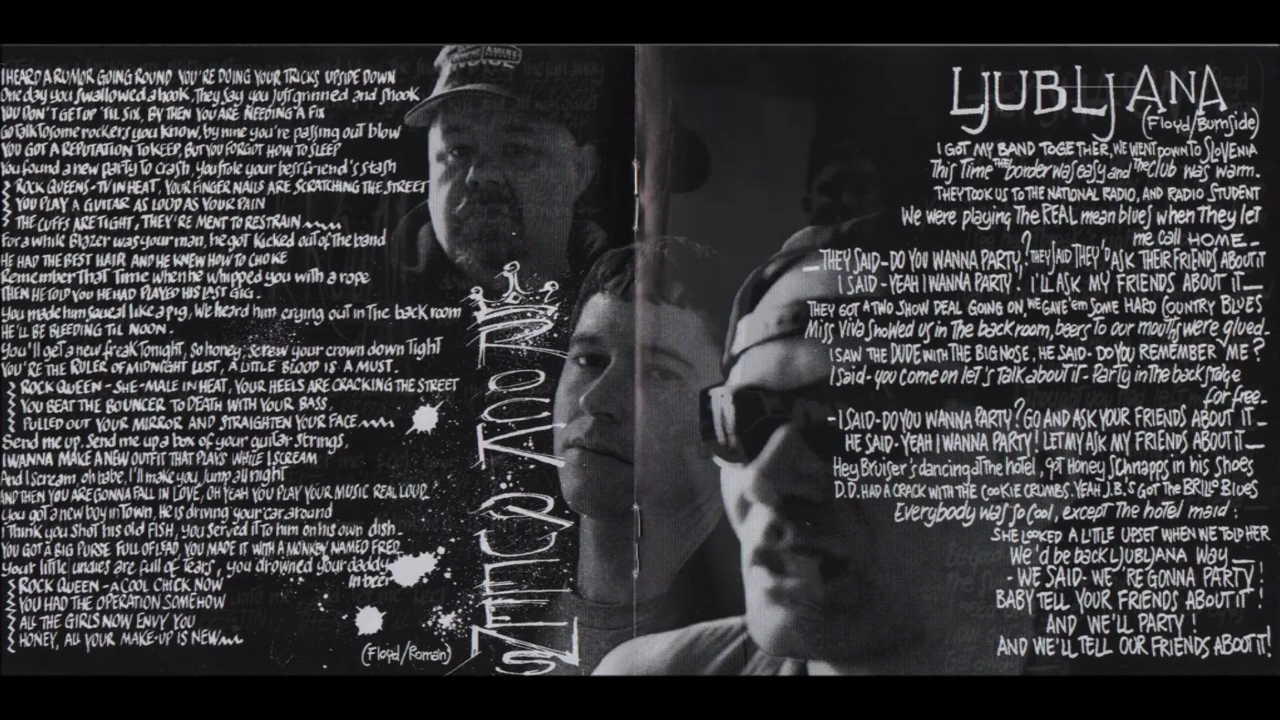 I HEARD A RUMOR GOING ROUND YOU'RE DOING YOUR TRICKS UPSIDE DOWN
One day you swallowed a hook, They say you just grinned and shook
YOU DON'T GET UP 'TIL SIX, BY THEN YOU ARE NEEDING A FIX
Go Talk To some rockers you know, by nine you're passing out blow
YOU GOT A REPUTATION TO KEEP, BUT YOU FORGOT HOW TO SLEEP
You found a new party to crash, you stole your best friend's stash
ROCK QUEENS - TV IN HEAT, YOUR FINGER NAILS ARE SCRATCHING THE STREET
YOU PLAY A GUITAR AS LOUD AS YOUR PAIN
THE CUFFS ARE TIGHT, THEY'RE MENT TO RESTRAIN
For a while Blazer was your man, he got kicked out of the band
HE HAD THE BEST HAIR AND HE KNEW HOW TO CHOKE
Remember That Time when he whipped you with a rope
THEN HE TOLD YOU HE HAD PLAYED HIS LAST GIG.
You made him squeal like a pig, We heard him crying out in The back room
HE'LL BE BLEEDING TIL NOON.
You'll get a new freak Tonight, so honey, screw your crown down Tight
YOU'RE THE RULER OF MIDNIGHT LUST, A LITTLE BLOOD IS A MUST.
ROCK QUEEN - SHE-MALE IN HEAT, YOUR HEELS ARE CRACKING THE STREET
YOU BEAT THE BOUNCER TO DEATH WITH YOUR BASS,
PULLED OUT YOUR MIRROR AND STRAIGHTEN YOUR FACE
Send me up, Send me up a box of your guitar strings,
I WANNA MAKE A NEW OUTFIT THAT PLAYS WHILE I SCREAM
And I scream, oh babe, I'll make you jump all night
AND THEN YOU ARE GONNA FALL IN LOVE, OH YEAH YOU PLAY YOUR MUSIC REAL LOUD.
You got a new boy in Town, He is driving your car around
I Think you Shot his old FISH, you served it To him on his own dish
YOU GOT A BIG PURSE FULL OF LEAD, YOU MADE IT WITH A MONKEY NAMED FRED
Your little undies are full of Tears, you drowned your daddy
in beer
ROCK QUEEN - A COOL CHICK NOW
YOU HAD THE OPERATION SOMEHOW
ALL THE GIRLS NOW ENVY YOU
HONEY, ALL YOUR MAKE-UP IS NEW
(Floyd/Roman)
ROCK QUEENS
LJUBLJANA
(Floyd/Burnside)
I GOT MY BAND TOGETHER, WE WENT DOWN TO SLOVENIA
This Time The border was easy and The club was warm.
THEY TOOK US TO THE NATIONAL RADIO, AND RADIO STUDENT
We were playing The REAL mean blues when They let
me call HOME -
THEY SAID - DO YOU WANNA PARTY? THEY SAID THEY'D ASK THEIR FRIENDS ABOUT IT
I SAID - YEAH I WANNA PARTY! I'LL ASK MY FRIENDS ABOUT IT
THEY GOT A TWO SHOW DEAL GOING ON, WE GAVE 'em SOME HARD COUNTRY BLUES
Miss Viva showed us in The back room, beers To our mouths were glued.
I SAW THE DUDE WITH THE BIG NOSE, HE SAID - DO YOU REMEMBER ME?
I said - you come on let's Talk about it - Party in The back stage
for free -
- I SAID - DO YOU WANNA PARTY? GO AND ASK YOUR FRIENDS ABOUT IT
HE SAID - YEAH I WANNA PARTY! LET MY ASK MY FRIENDS ABOUT IT
Hey Bruiser's dancing at the hotel, got Honey Schnapps in his shoes
D.D. HAD A CRACK WITH THE COOKIE CRUMBS. YEAH J.B.'S GOT THE BRILLO BLUES
Everybody was so Cool, except The hotel maid:
SHE LOOKED A LITTLE UPSET WHEN WE TOLD HER
We'd be back LJUBLJANA Way
- WE SAID - WE'RE GONNA PARTY!
BABY TELL YOUR FRIENDS ABOUT IT!
AND WE'LL PARTY!
AND WE'LL TELL OUR FRIENDS ABOUT IT!